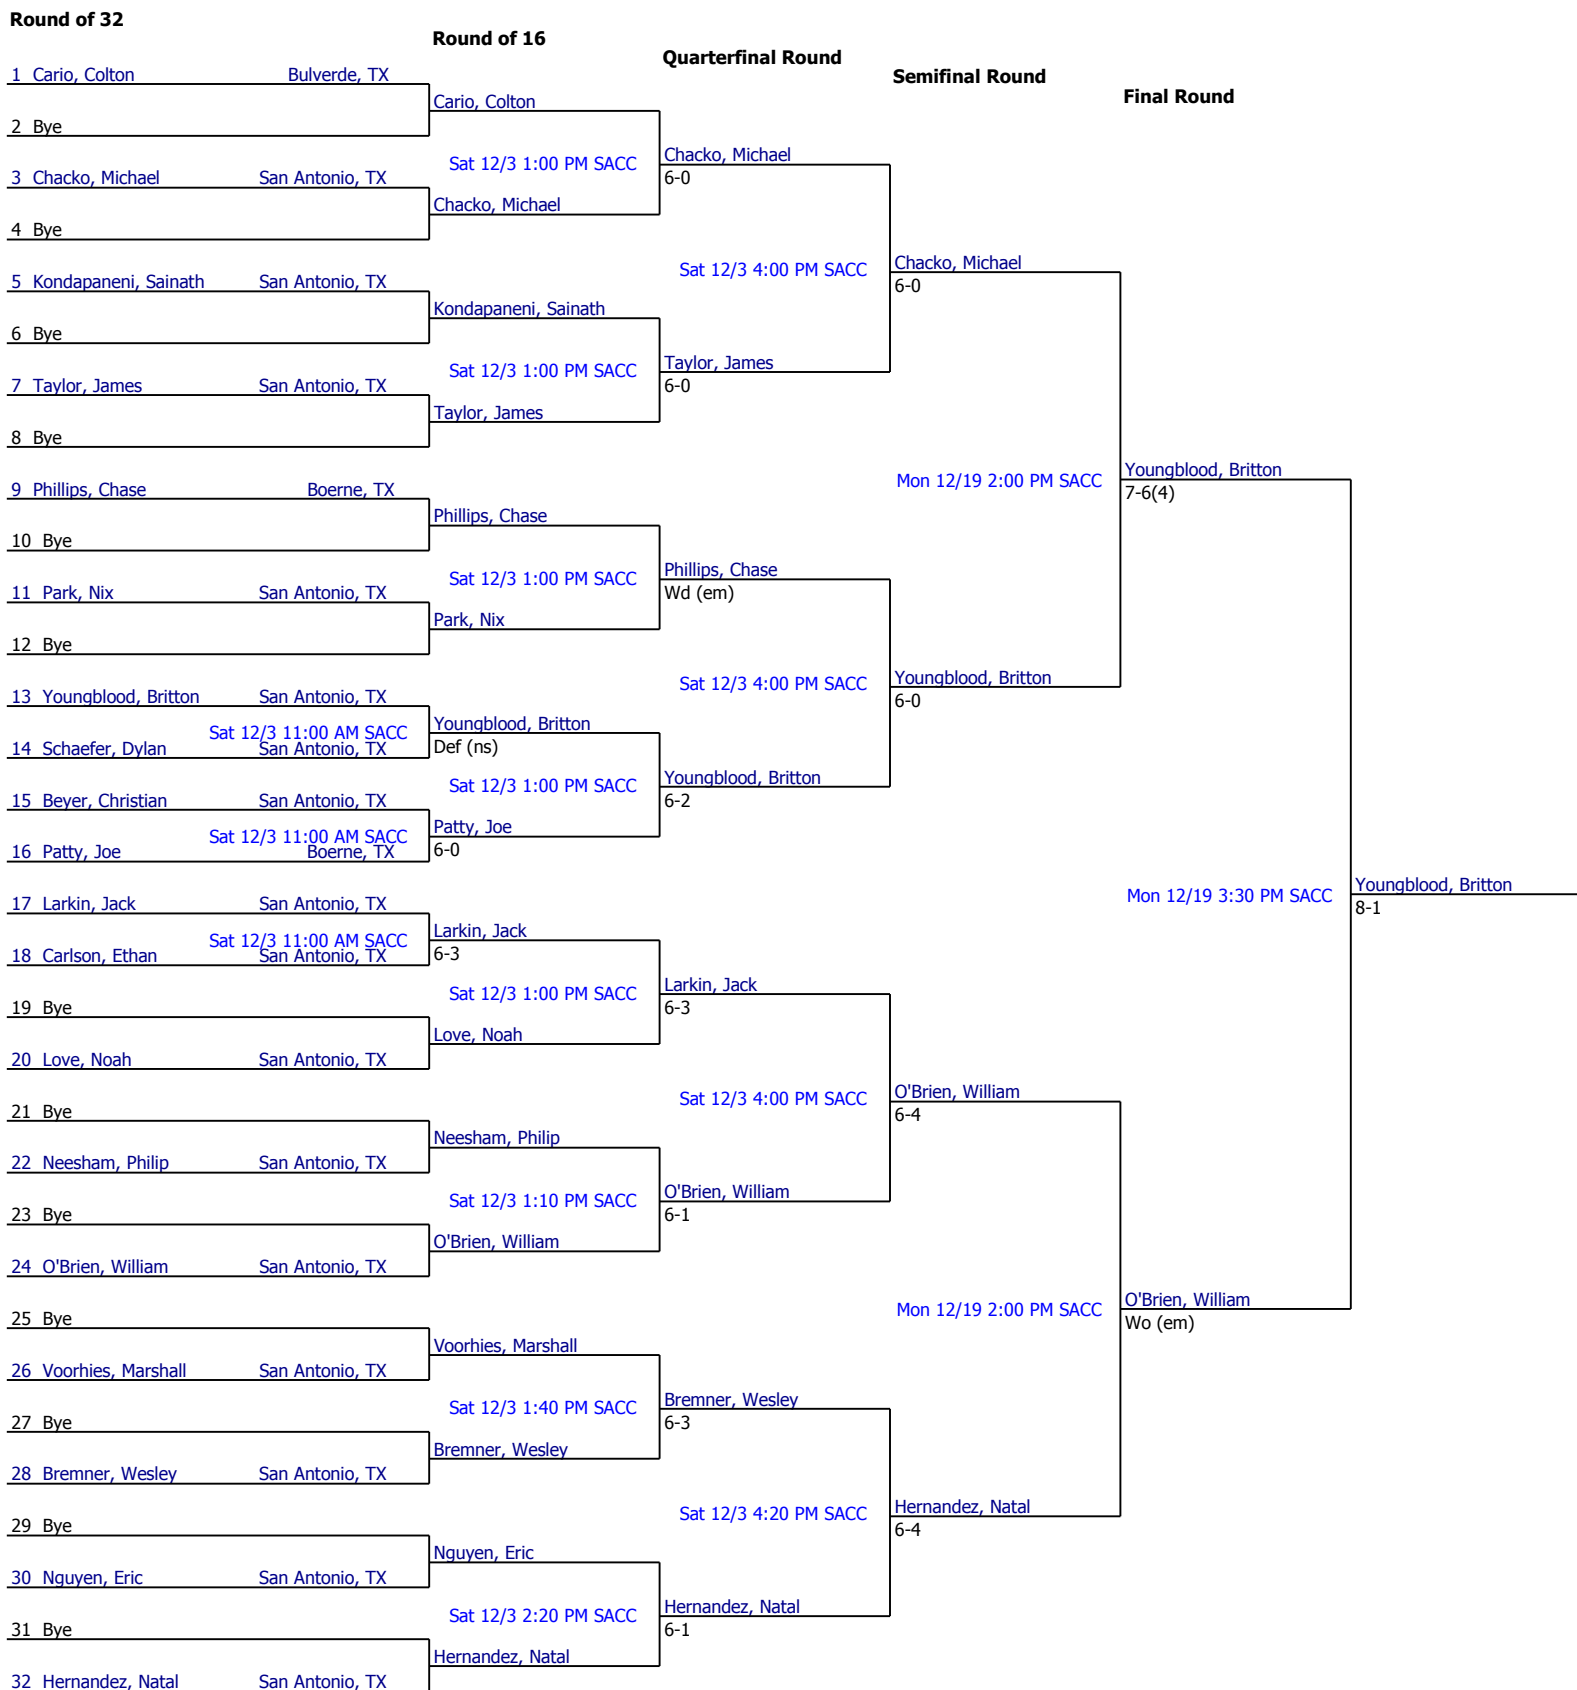 Round of 32
Round of 16
Quarterfinal Round
Semifinal Round
Final Round
1 Cario, Colton Bulverde, TX
Cario, Colton
2 Bye
Sat 12/3 1:00 PM SACC
Chacko, Michael
6-0
3 Chacko, Michael San Antonio, TX
Chacko, Michael
4 Bye
Sat 12/3 4:00 PM SACC
Chacko, Michael
6-0
5 Kondapaneni, Sainath San Antonio, TX
Kondapaneni, Sainath
6 Bye
Sat 12/3 1:00 PM SACC
Taylor, James
6-0
7 Taylor, James San Antonio, TX
Taylor, James
8 Bye
Mon 12/19 2:00 PM SACC
Youngblood, Britton
7-6(4)
9 Phillips, Chase Boerne, TX
Phillips, Chase
10 Bye
Sat 12/3 1:00 PM SACC
Phillips, Chase
Wd (em)
11 Park, Nix San Antonio, TX
Park, Nix
12 Bye
Sat 12/3 4:00 PM SACC
Youngblood, Britton
6-0
13 Youngblood, Britton San Antonio, TX
Sat 12/3 11:00 AM SACC
Youngblood, Britton
Def (ns)
14 Schaefer, Dylan San Antonio, TX
Sat 12/3 1:00 PM SACC
Youngblood, Britton
6-2
15 Beyer, Christian San Antonio, TX
Sat 12/3 11:00 AM SACC
Patty, Joe
6-0
16 Patty, Joe Boerne, TX
Mon 12/19 3:30 PM SACC
Youngblood, Britton
8-1
17 Larkin, Jack San Antonio, TX
Sat 12/3 11:00 AM SACC
Larkin, Jack
6-3
18 Carlson, Ethan San Antonio, TX
Sat 12/3 1:00 PM SACC
Larkin, Jack
6-3
19 Bye
Love, Noah
20 Love, Noah San Antonio, TX
Sat 12/3 4:00 PM SACC
O'Brien, William
6-4
21 Bye
Neesham, Philip
22 Neesham, Philip San Antonio, TX
Sat 12/3 1:10 PM SACC
O'Brien, William
6-1
23 Bye
O'Brien, William
24 O'Brien, William San Antonio, TX
Mon 12/19 2:00 PM SACC
O'Brien, William
Wo (em)
25 Bye
Voorhies, Marshall
26 Voorhies, Marshall San Antonio, TX
Sat 12/3 1:40 PM SACC
Bremner, Wesley
6-3
27 Bye
Bremner, Wesley
28 Bremner, Wesley San Antonio, TX
Sat 12/3 4:20 PM SACC
Hernandez, Natal
6-4
29 Bye
Nguyen, Eric
30 Nguyen, Eric San Antonio, TX
Sat 12/3 2:20 PM SACC
Hernandez, Natal
6-1
31 Bye
Hernandez, Natal
32 Hernandez, Natal San Antonio, TX